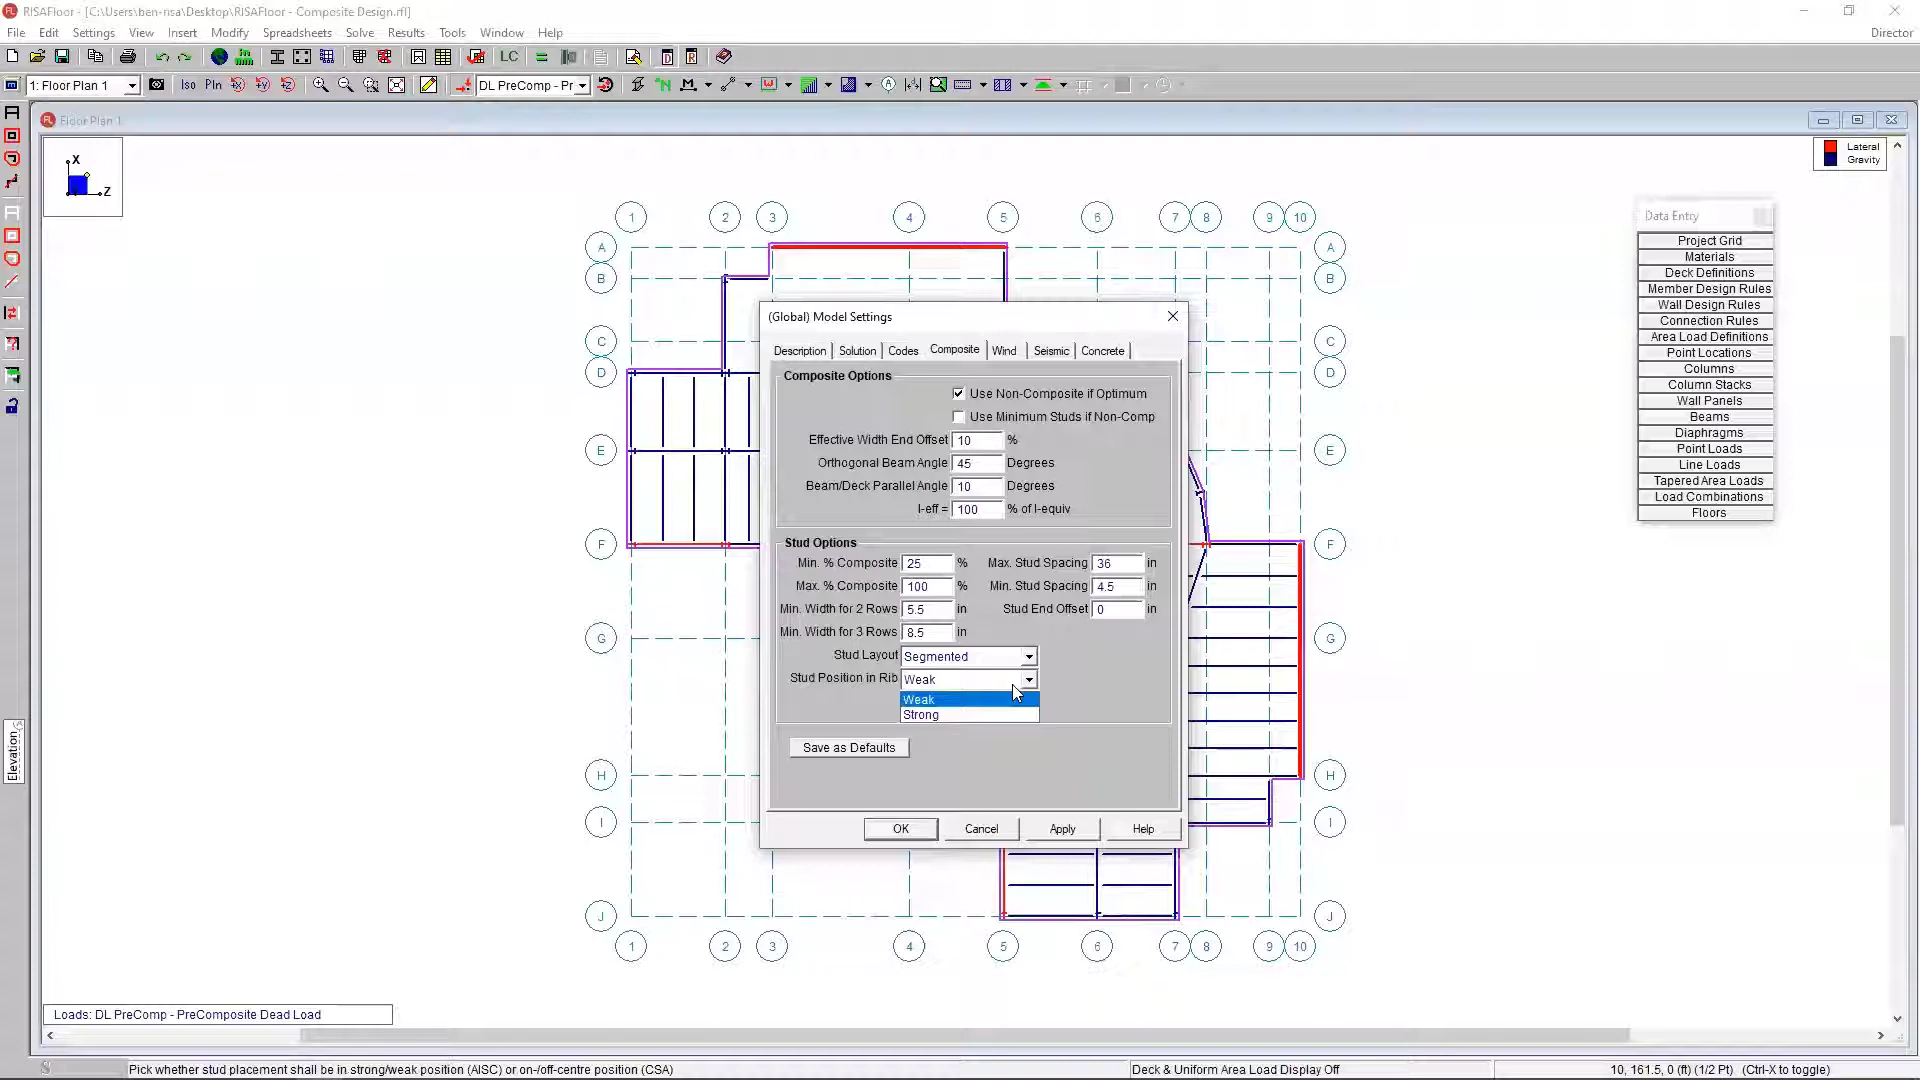 RISAFloor - [C:\Users\ben-risa\Desktop\RISAFloor - Composite Design.rfl]
File Edit Settings View Insert Modify Spreadsheets Solve Results Tools Window Help Director
LC D R
1: Floor Plan 1 Iso Pln DL PreComp - Pr
Floor Plan 1
X
Z
Lateral
Gravity
1 2 3 4 5 6 7 8 9 10
A A
B B
C C
D D
E E
F F
G G
H H
I I
J J
1 2 3 4 5 6 7 8 9 10
Data Entry
Project Grid
Materials
Deck Definitions
Member Design Rules
Wall Design Rules
Connection Rules
Area Load Definitions
Point Locations
Columns
Column Stacks
Wall Panels
Beams
Diaphragms
Point Loads
Line Loads
Tapered Area Loads
Load Combinations
Floors
(Global) Model Settings
Description Solution Codes Composite Wind Seismic Concrete
Composite Options
Use Non-Composite if Optimum
Use Minimum Studs if Non-Comp
Effective Width End Offset 10 %
Orthogonal Beam Angle 45 Degrees
Beam/Deck Parallel Angle 10 Degrees
I-eff = 100 % of I-equiv
Stud Options
Min. % Composite 25 % Max. Stud Spacing 36 in
Max. % Composite 100 % Min. Stud Spacing 4.5 in
Min. Width for 2 Rows 5.5 in Stud End Offset 0 in
Min. Width for 3 Rows 8.5 in
Stud Layout Segmented
Stud Position in Rib Weak
Weak
Strong
Save as Defaults
OK Cancel Apply Help
Elevation
Loads: DL PreComp - PreComposite Dead Load
Pick whether stud placement shall be in strong/weak position (AISC) or on-/off-centre position (CSA) Deck & Uniform Area Load Display Off 10, 161.5, 0 (ft) (1/2 Pt) (Ctrl-X to toggle)